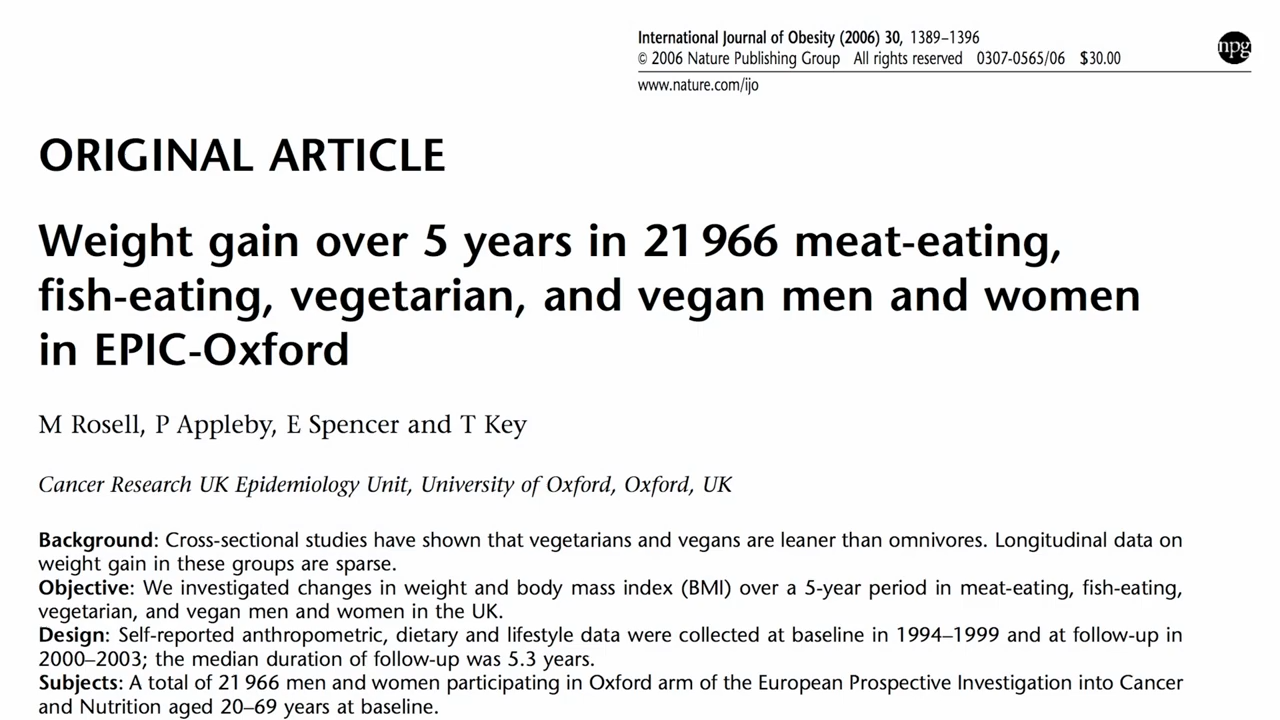 International Journal of Obesity (2006) 30, 1389–1396
© 2006 Nature Publishing Group All rights reserved 0307-0565/06 $30.00
npg
www.nature.com/ijo
ORIGINAL ARTICLE
Weight gain over 5 years in 21 966 meat-eating,
fish-eating, vegetarian, and vegan men and women
in EPIC-Oxford
M Rosell, P Appleby, E Spencer and T Key
Cancer Research UK Epidemiology Unit, University of Oxford, Oxford, UK
Background: Cross-sectional studies have shown that vegetarians and vegans are leaner than omnivores. Longitudinal data on
weight gain in these groups are sparse.
Objective: We investigated changes in weight and body mass index (BMI) over a 5-year period in meat-eating, fish-eating,
vegetarian, and vegan men and women in the UK.
Design: Self-reported anthropometric, dietary and lifestyle data were collected at baseline in 1994–1999 and at follow-up in
2000–2003; the median duration of follow-up was 5.3 years.
Subjects: A total of 21 966 men and women participating in Oxford arm of the European Prospective Investigation into Cancer
and Nutrition aged 20–69 years at baseline.